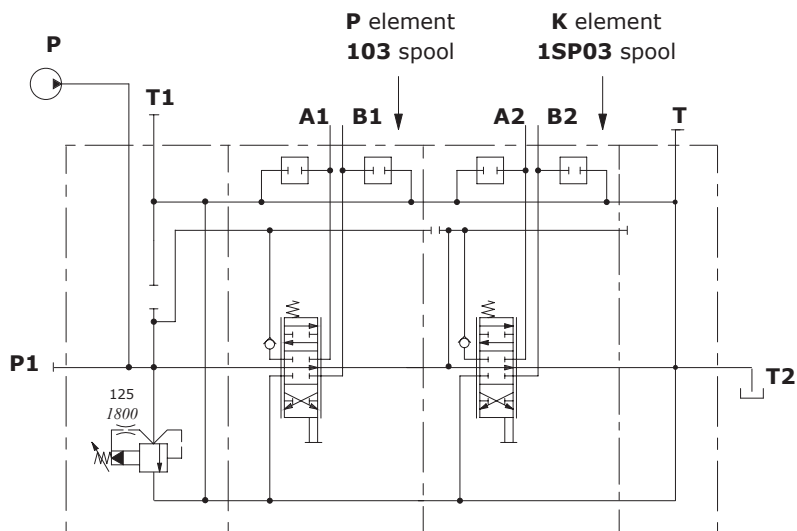 P element
103 spool
K element
1SP03 spool
P
T1
A1 B1
A2 B2
T
P1
T2
125
1800